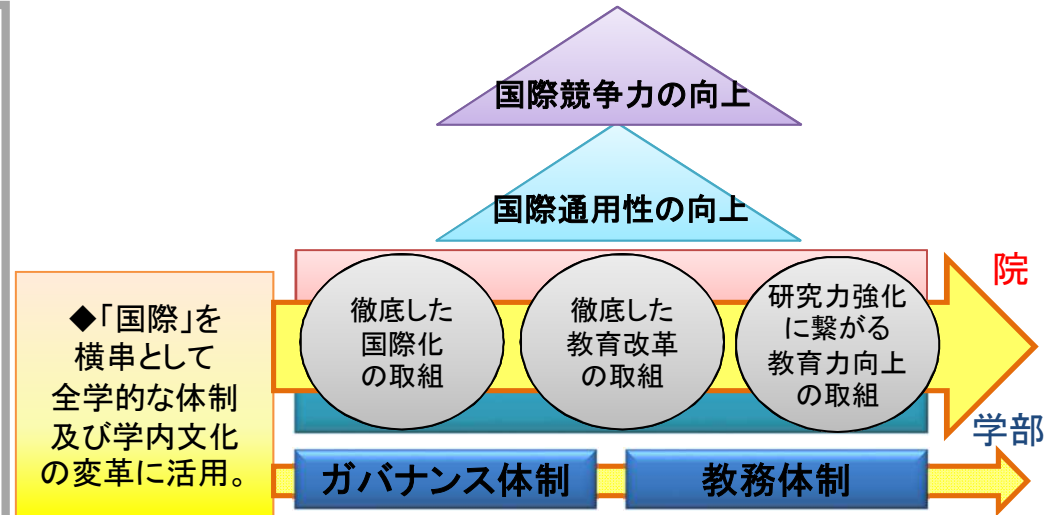 国際競争力の向上
国際通用性の向上
◆「国際」を
横串として
全学的な体制
及び学内文化
の変革に活用。
徹底した
国際化
の取組
徹底した
教育改革
の取組
研究力強化
に繋がる
教育力向上
の取組
院
学部
ガバナンス体制
教務体制